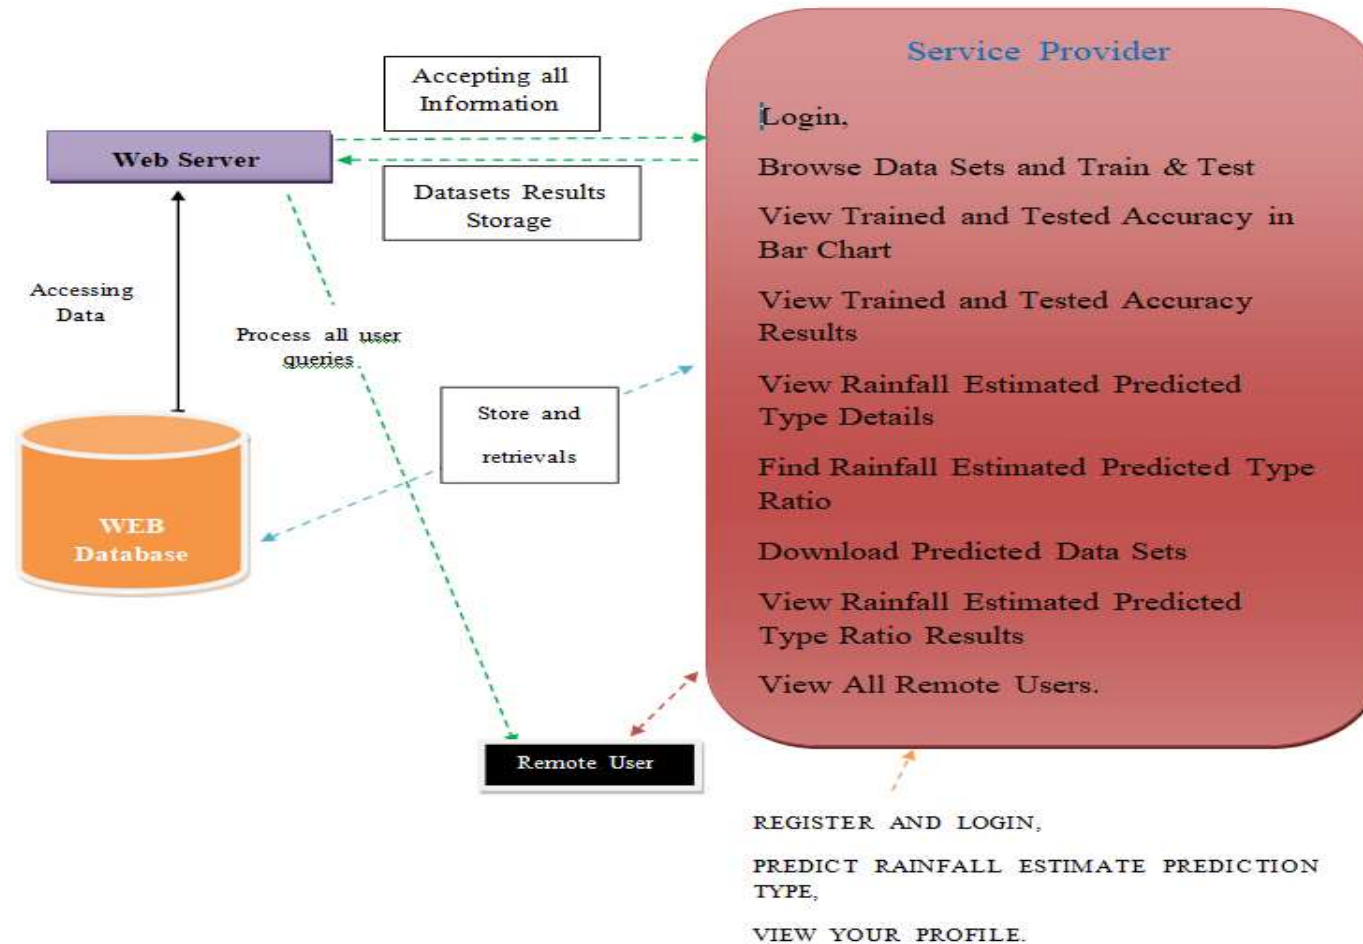 Service Provider
Accepting all
Information
Web Server
Datasets Results
Storage
Login,
Browse Data Sets and Train & Test
View Trained and Tested Accuracy in
Bar Chart
View Trained and Tested Accuracy
Results
View Rainfall Estimated Predicted
Type Details
Find Rainfall Estimated Predicted Type
Ratio
Download Predicted Data Sets
View Rainfall Estimated Predicted
Type Ratio Results
View All Remote Users.
Accessing
Data
Process all user
queries
Store and
retrievals
WEB
Database
Remote User
REGISTER AND LOGIN,
PREDICT RAINFALL ESTIMATE PREDICTION
TYPE,
VIEW YOUR PROFILE.